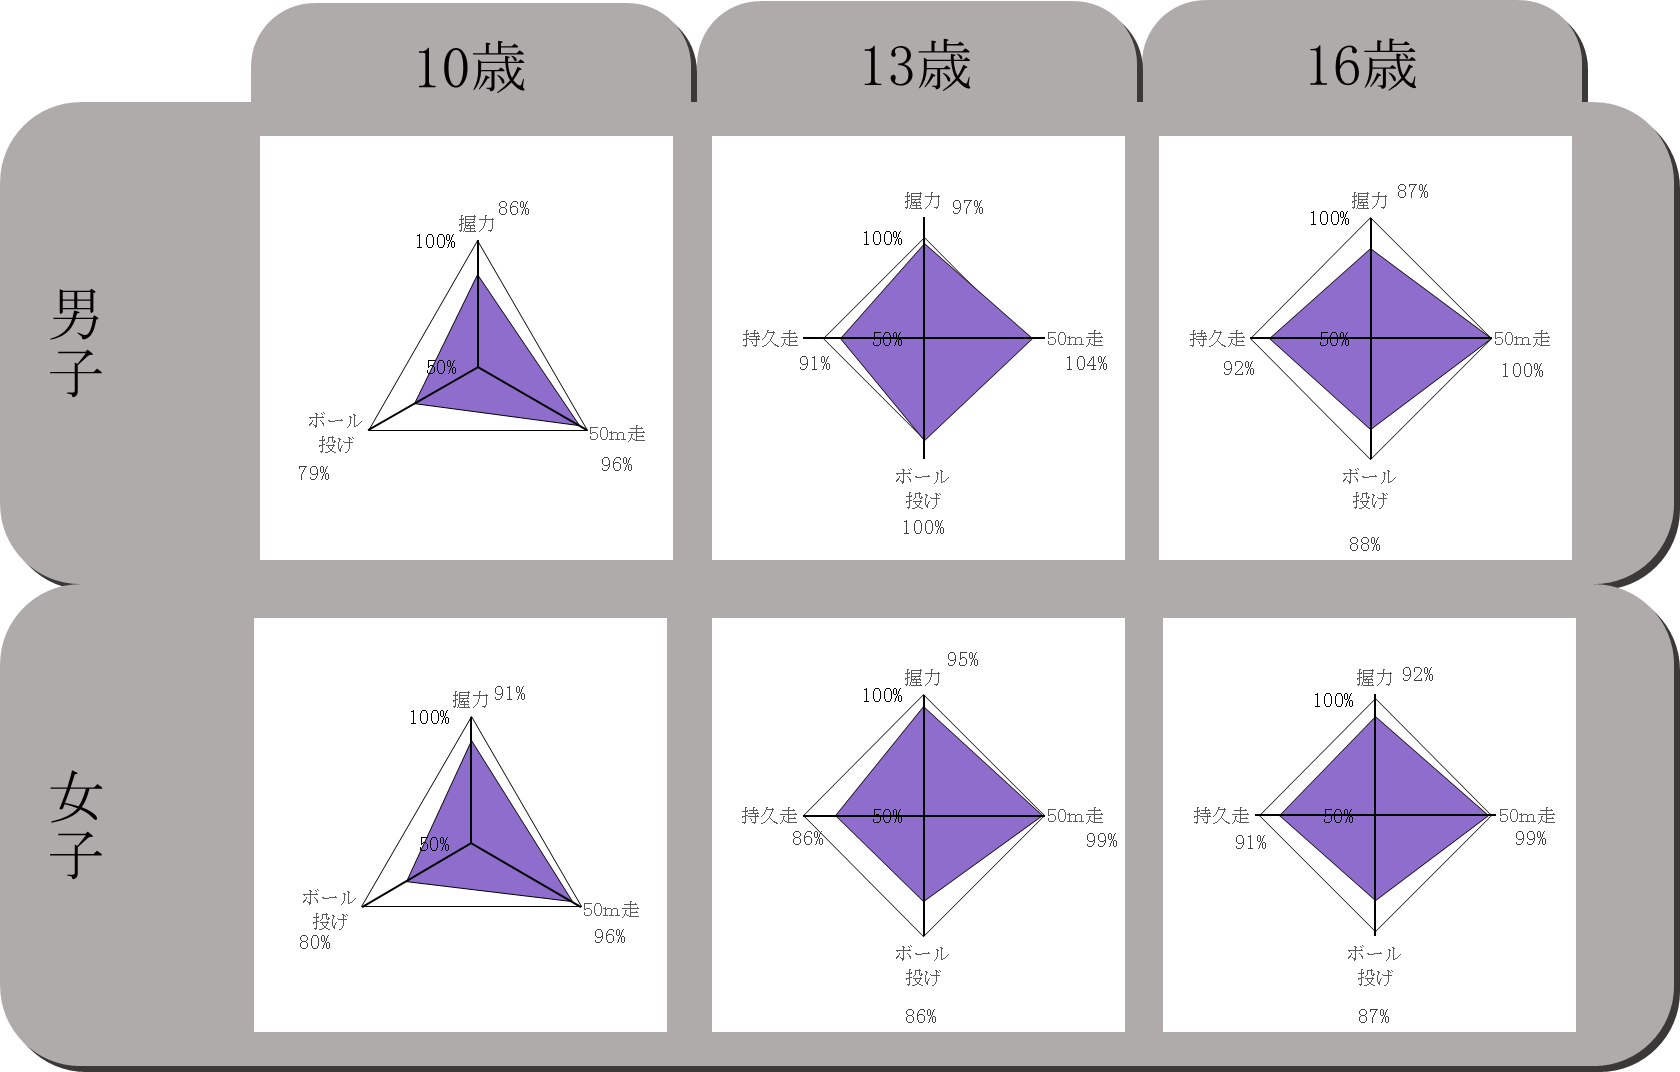 10歳
13歳
16歳
男子
86%
握力
100%
50%
ボール
投げ
79%
50m走
96%
握力
97%
100%
持久走
91%
50%
50m走
104%
ボール
投げ
100%
87%
握力
100%
持久走
92%
50%
50m走
100%
ボール
投げ
88%
女子
握力
91%
100%
50%
ボール
投げ
80%
50m走
96%
95%
握力
100%
持久走
86%
50%
50m走
99%
ボール
投げ
86%
握力
92%
100%
持久走
91%
50%
50m走
99%
ボール
投げ
87%